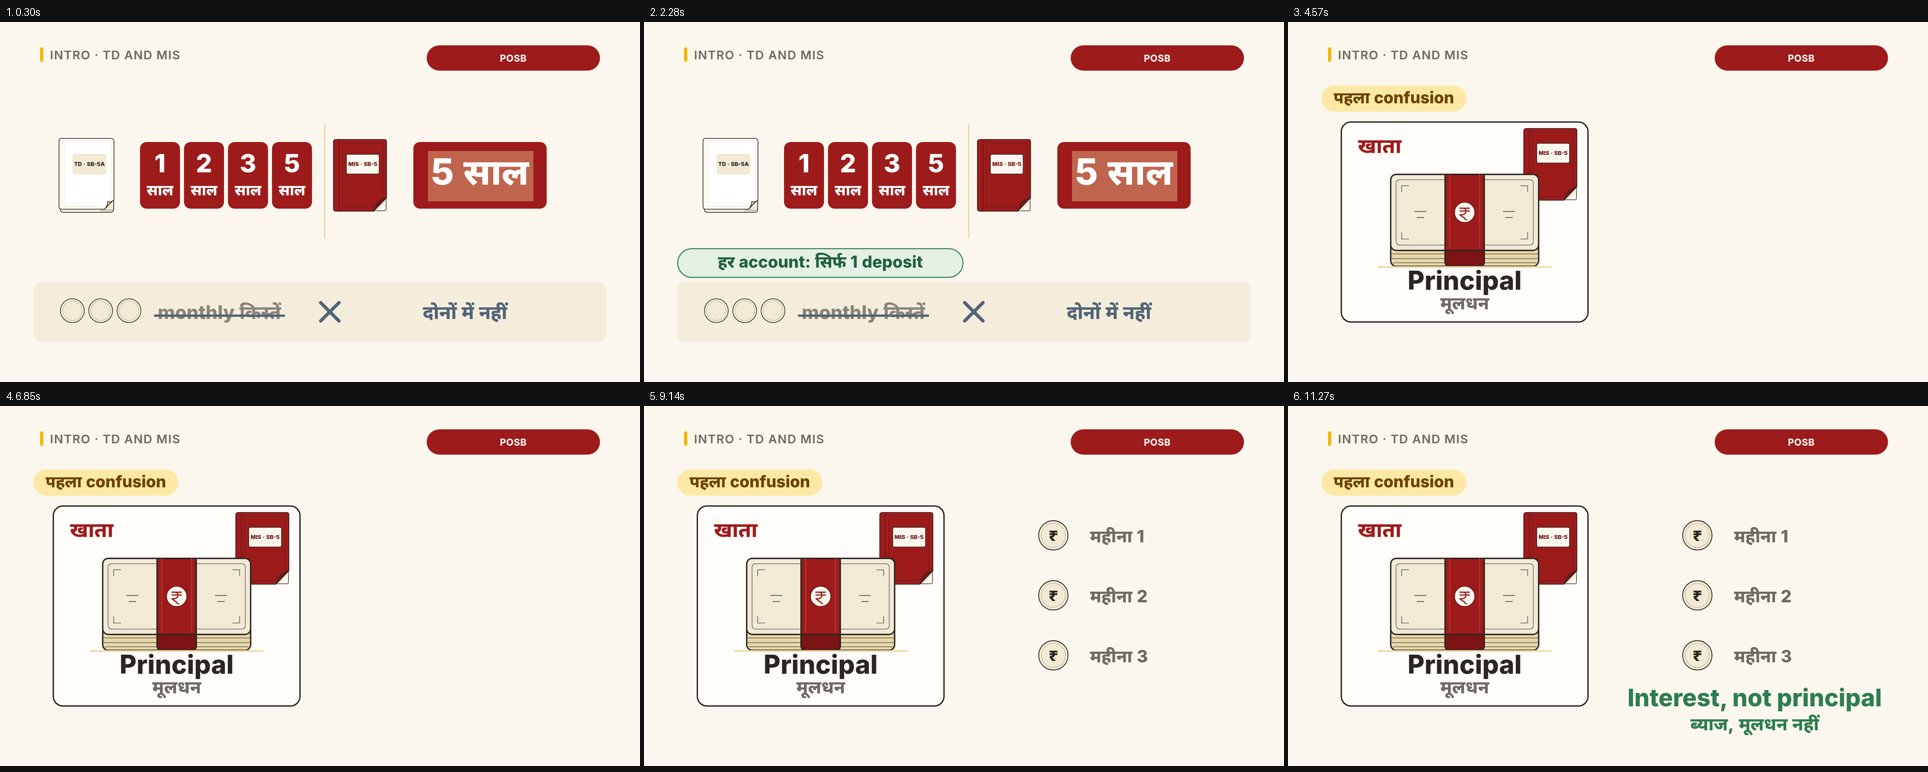 1. 0.30s
INTRO · TD AND MIS
POSB
TD · SB-5A
1 साल
2 साल
3 साल
5 साल
MIS · SB-5
5 साल
monthly किस्तें
दोनों में नहीं
2. 2.28s
INTRO · TD AND MIS
POSB
TD · SB-5A
1 साल
2 साल
3 साल
5 साल
MIS · SB-5
5 साल
हर account: सिर्फ 1 deposit
monthly किस्तें
दोनों में नहीं
3. 4.57s
INTRO · TD AND MIS
POSB
पहला confusion
खाता
MIS · SB-5
₹
Principal
मूलधन
4. 6.85s
INTRO · TD AND MIS
POSB
पहला confusion
खाता
MIS · SB-5
₹
Principal
मूलधन
5. 9.14s
INTRO · TD AND MIS
POSB
पहला confusion
खाता
MIS · SB-5
₹
Principal
मूलधन
₹ महीना 1
₹ महीना 2
₹ महीना 3
6. 11.27s
INTRO · TD AND MIS
POSB
पहला confusion
खाता
MIS · SB-5
₹
Principal
मूलधन
₹ महीना 1
₹ महीना 2
₹ महीना 3
Interest, not principal
ब्याज, मूलधन नहीं